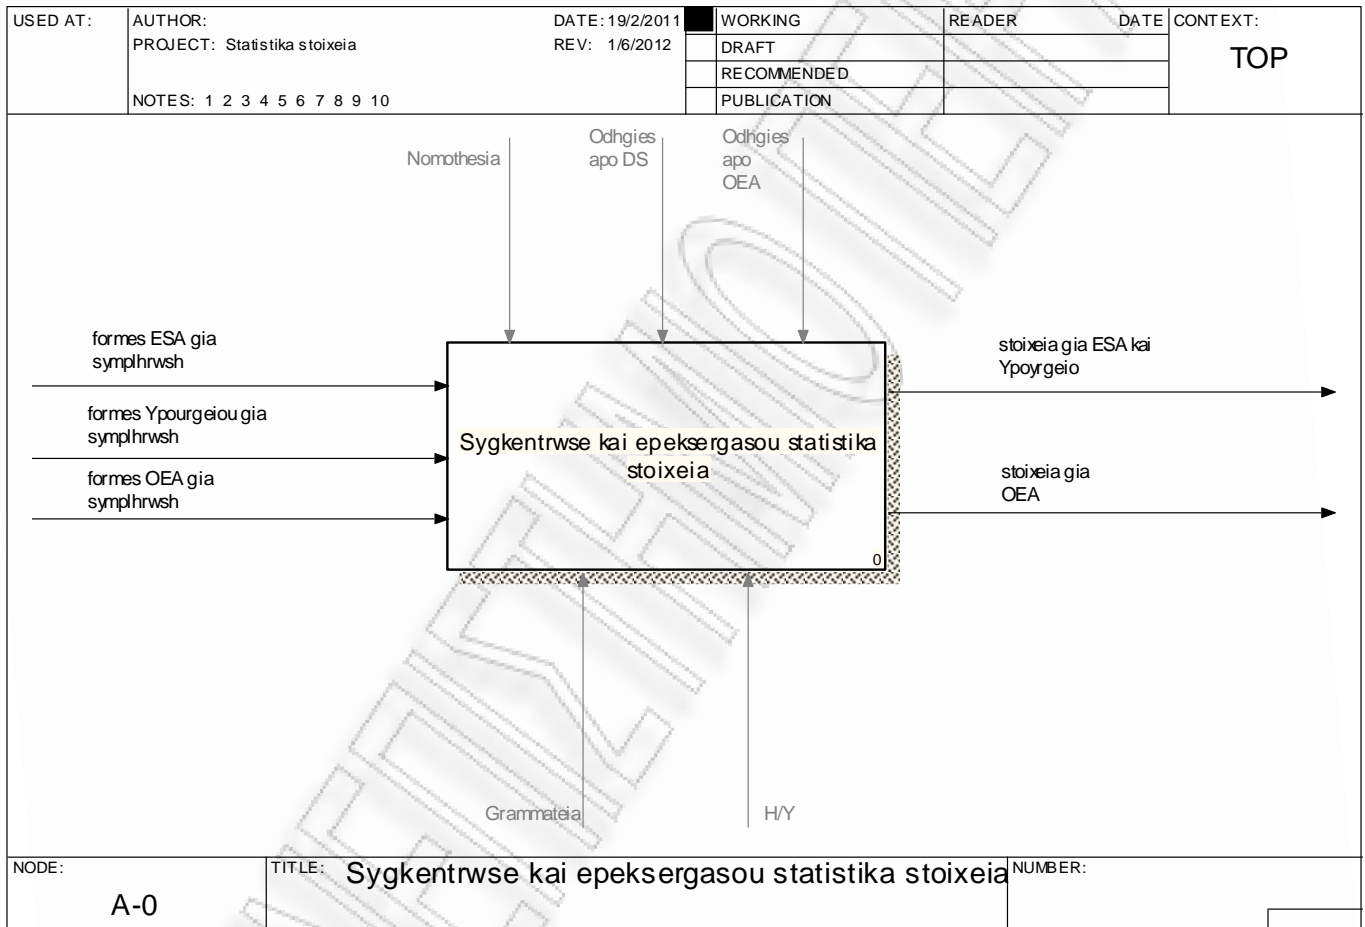 USED AT:
AUTHOR:
DATE: 19/2/2011
WORKING
READER
DATE
CONTEXT:
PROJECT: Statistika stoixeia
REV: 1/6/2012
DRAFT
TOP
RECOMMENDED
NOTES: 1 2 3 4 5 6 7 8 9 10
PUBLICATION
Nomothesia
Odhgies
apo DS
Odhgies
apo
OEA
formes ESA gia
symplhrwsh
formes Ypourgeiou gia
symplhrwsh
formes OEA gia
symplhrwsh
Sygkentrwse kai epeksergasou statistika
stoixeia
0
stoixeia gia ESA kai
Ypoyrgeio
stoixeia gia
OEA
Grammateia
H/Y
NODE:
A-0
TITLE: Sygkentrwse kai epeksergasou statistika stoixeia
NUMBER: